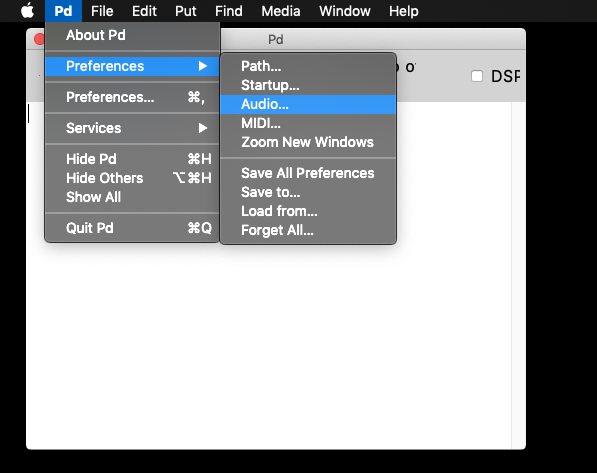 Pd File Edit Put Find Media Window Help
Pd
About Pd
Preferences ▶
Preferences... ⌘,
Services ▶
Hide Pd ⌘H
Hide Others ⌥⌘H
Show All
Quit Pd ⌘Q
Path...
Startup...
Audio...
MIDI...
Zoom New Windows
Save All Preferences
Save to...
Load from...
Forget All...
DSP